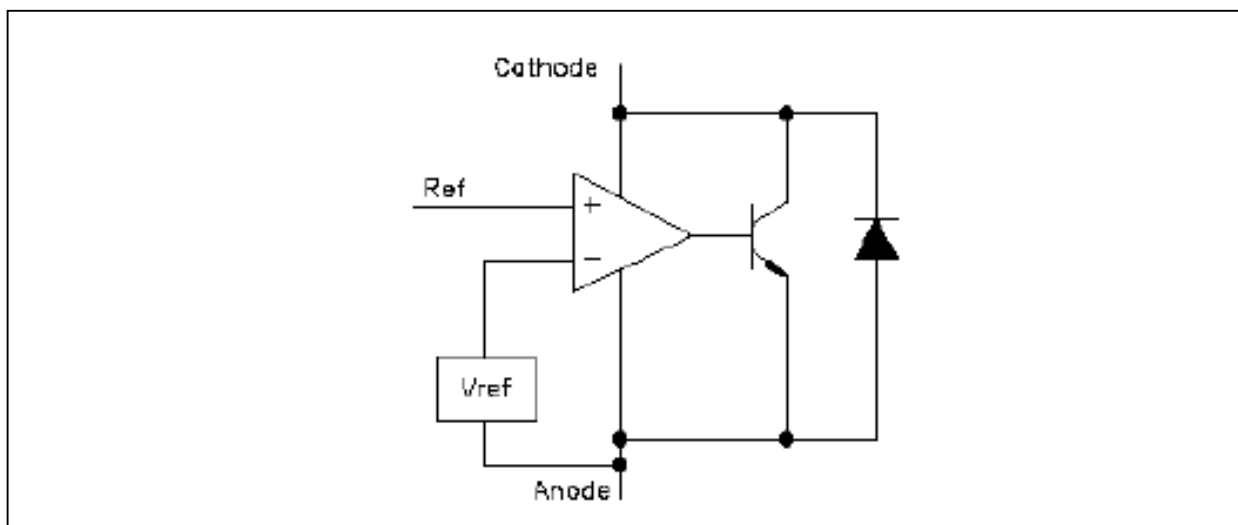 Cathode
Ref
+
−
Vref
Anode